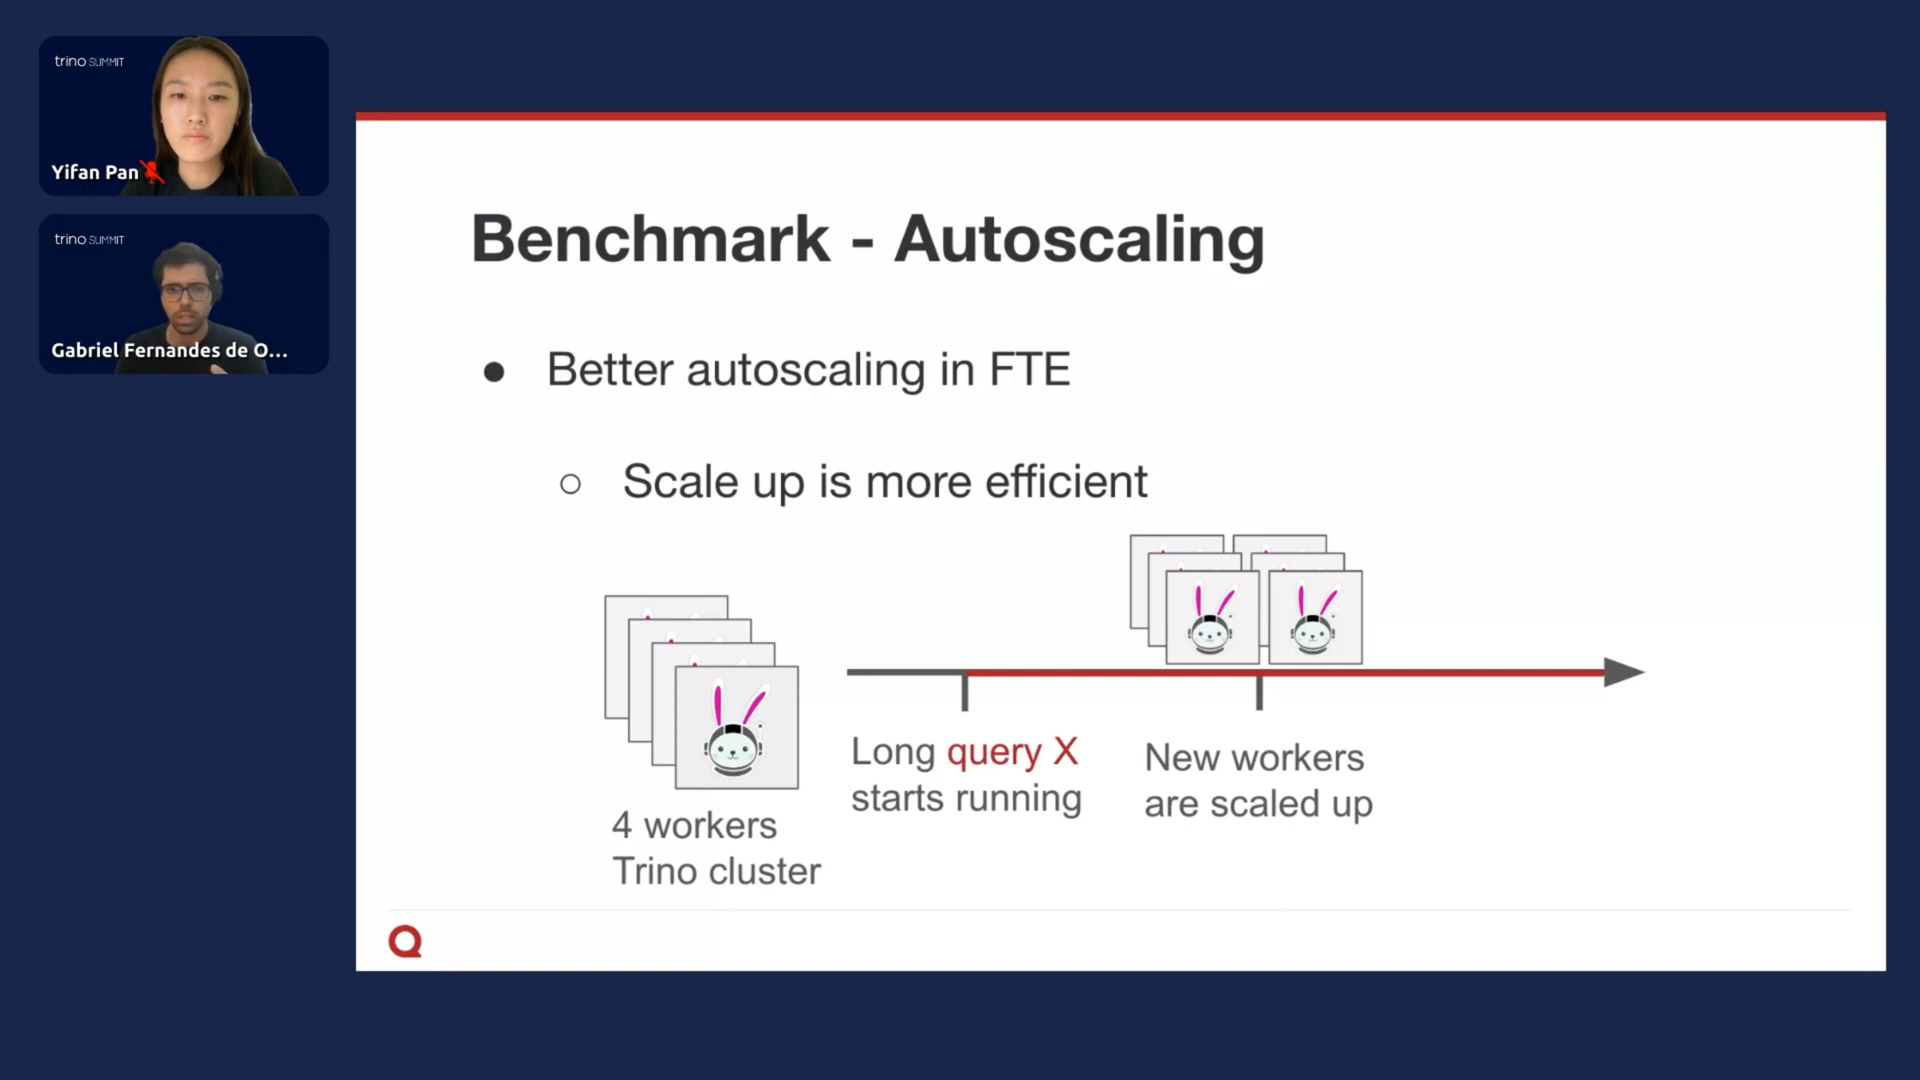 trino SUMMIT
Yifan Pan
trino SUMMIT
Gabriel Fernandes de O...
Benchmark - Autoscaling
● Better autoscaling in FTE
○ Scale up is more efficient
4 workers
Trino cluster
Long query X
starts running
New workers
are scaled up
Q